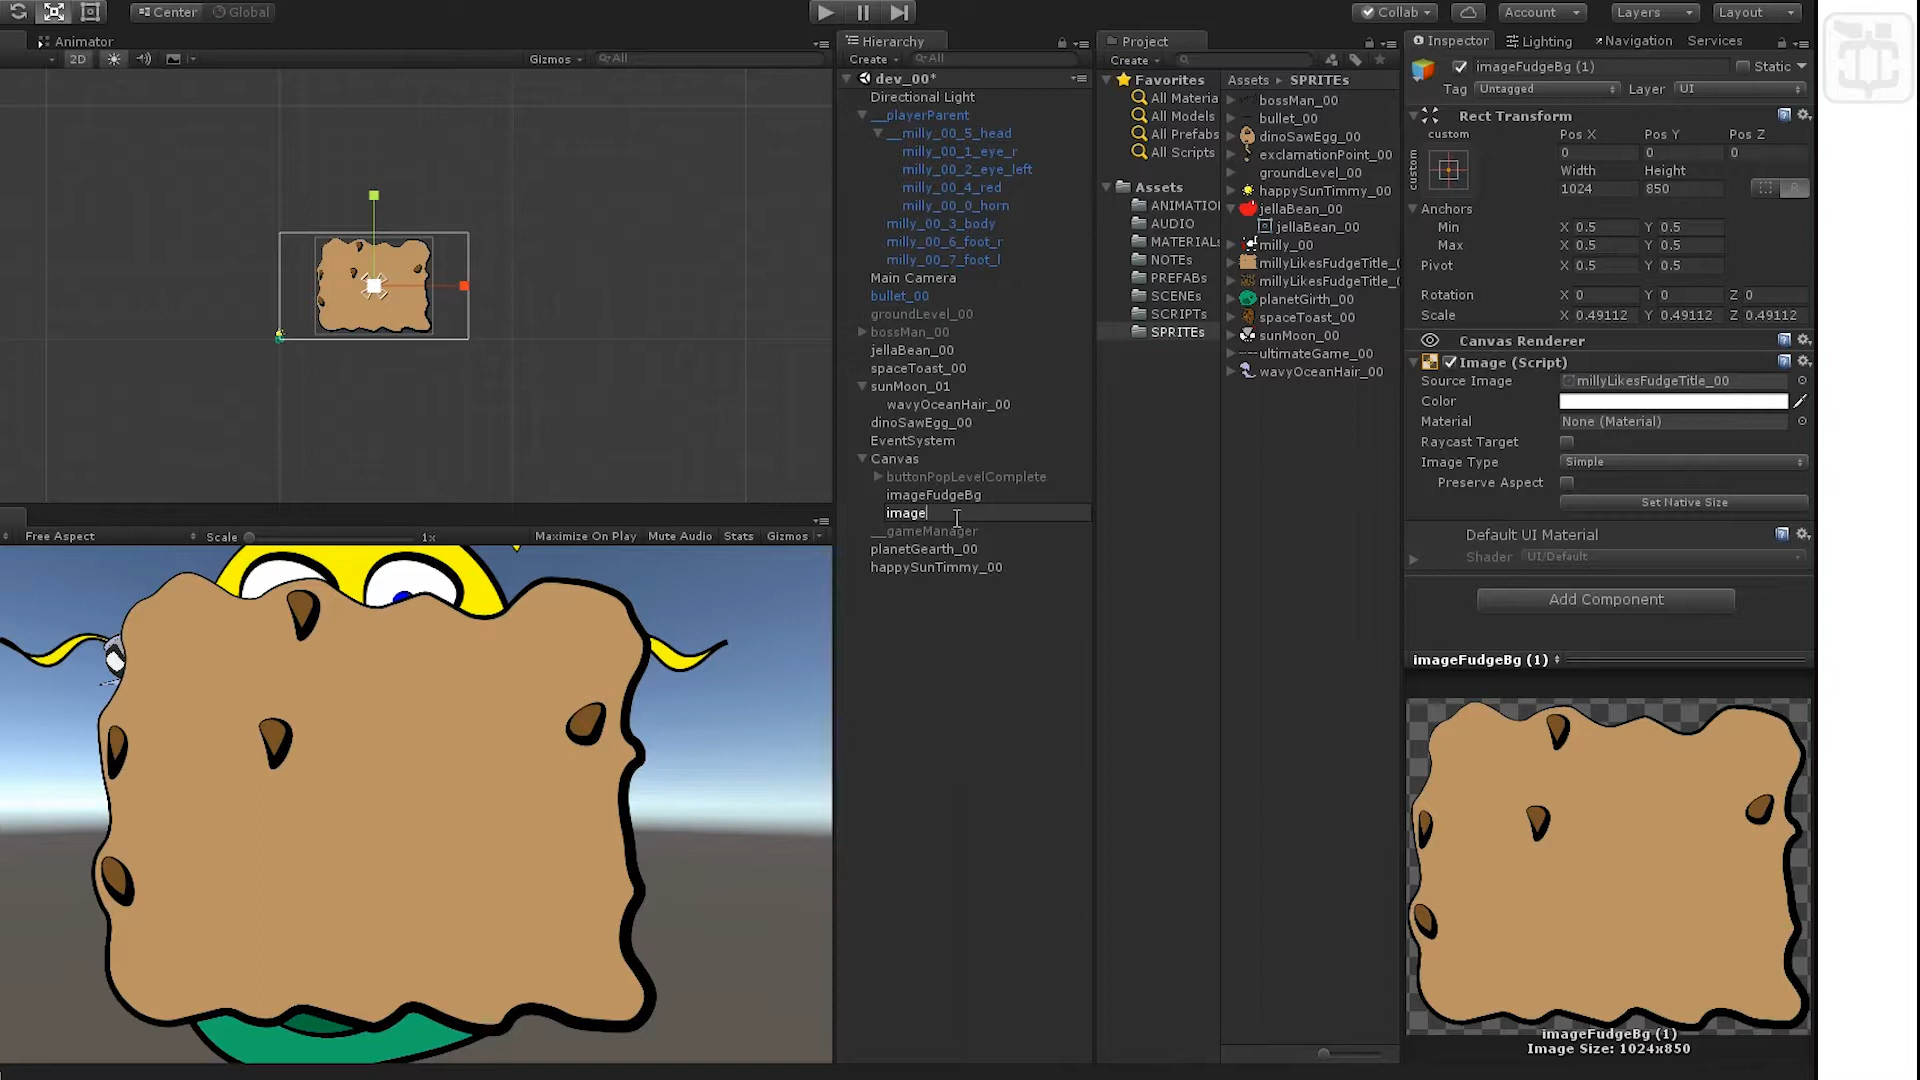 Center
Global
Collab
Account
Layers
Layout
Animator
2D
Gizmos
All
Free Aspect
Scale
1x
Maximize On Play
Mute Audio
Stats
Gizmos
Hierarchy
Create
All
dev_00*
Directional Light
__playerParent
__milly_00_5_head
milly_00_1_eye_r
milly_00_2_eye_left
milly_00_4_red
milly_00_0_horn
milly_00_3_body
milly_00_6_foot_r
milly_00_7_foot_l
Main Camera
bullet_00
groundLevel_00
bossMan_00
jellaBean_00
spaceToast_00
sunMoon_01
wavyOceanHair_00
dinoSawEgg_00
EventSystem
Canvas
buttonPopLevelComplete
imageFudgeBg
image
__gameManager
planetGearth_00
happySunTimmy_00
Project
Create
Favorites
All Materia
All Models
All Prefabs
All Scripts
Assets
ANIMATIO
AUDIO
MATERIALs
NOTEs
PREFABs
SCENEs
SCRIPTs
SPRITEs
Assets ▸ SPRITEs
bossMan_00
bullet_00
dinoSawEgg_00
exclamationPoint_00
groundLevel_00
happySunTimmy_00
jellaBean_00
jellaBean_00
milly_00
millyLikesFudgeTitle_
millyLikesFudgeTitle_
planetGirth_00
spaceToast_00
sunMoon_00
ultimateGame_00
wavyOceanHair_00
Inspector
Lighting
Navigation
Services
imageFudgeBg (1)
Static
Tag Untagged
Layer UI
Rect Transform
custom
custom
Pos X Pos Y Pos Z
0 0 0
Width Height
1024 850
R
Anchors
Min X 0.5 Y 0.5
Max X 0.5 Y 0.5
Pivot X 0.5 Y 0.5
Rotation X 0 Y 0 Z 0
Scale X 0.49112 Y 0.49112 Z 0.49112
Canvas Renderer
Image (Script)
Source Image millyLikesFudgeTitle_00
Color
Material None (Material)
Raycast Target
Image Type Simple
Preserve Aspect
Set Native Size
Default UI Material
Shader UI/Default
Add Component
imageFudgeBg (1)
imageFudgeBg (1)
Image Size: 1024x850